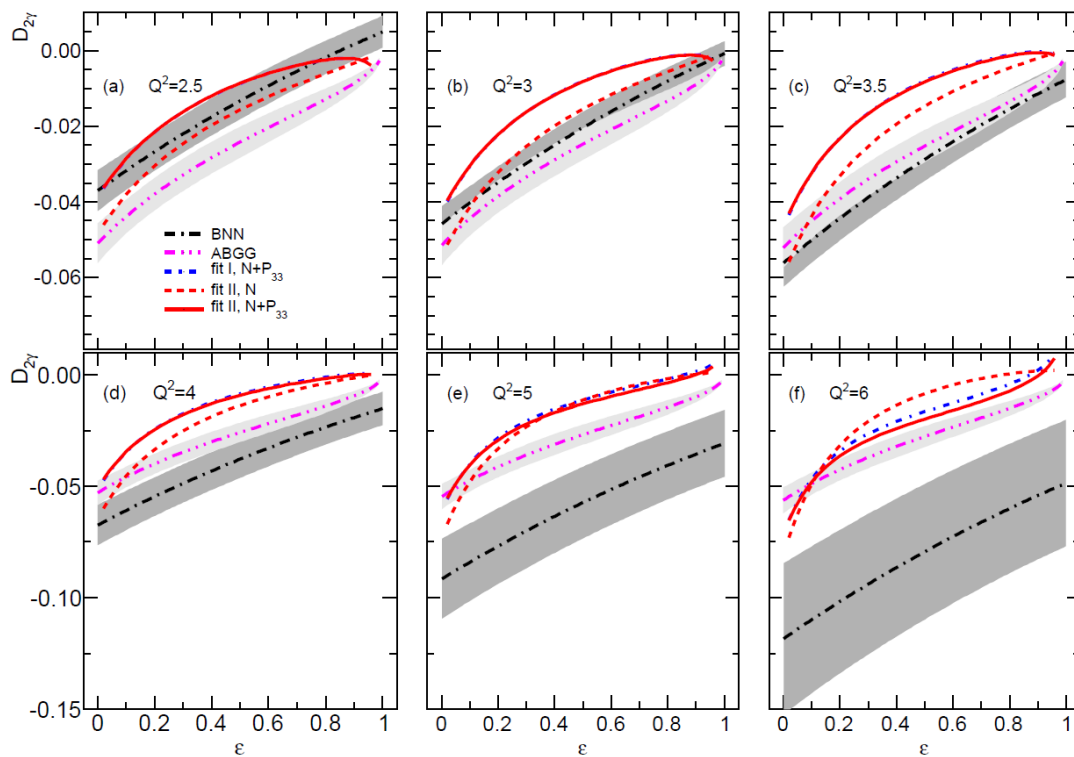 D₂γ
0.00
-0.02
-0.04
-0.06
(a) Q²=2.5
(b) Q²=3
(c) Q²=3.5
BNN
ABGG
fit I, N+P₃₃
fit II, N
fit II, N+P₃₃
D₂γ
0.00
-0.05
-0.10
-0.15
(d) Q²=4
(e) Q²=5
(f) Q²=6
0 0.2 0.4 0.6 0.8 1
0 0.2 0.4 0.6 0.8 1
0 0.2 0.4 0.6 0.8 1
ε
ε
ε